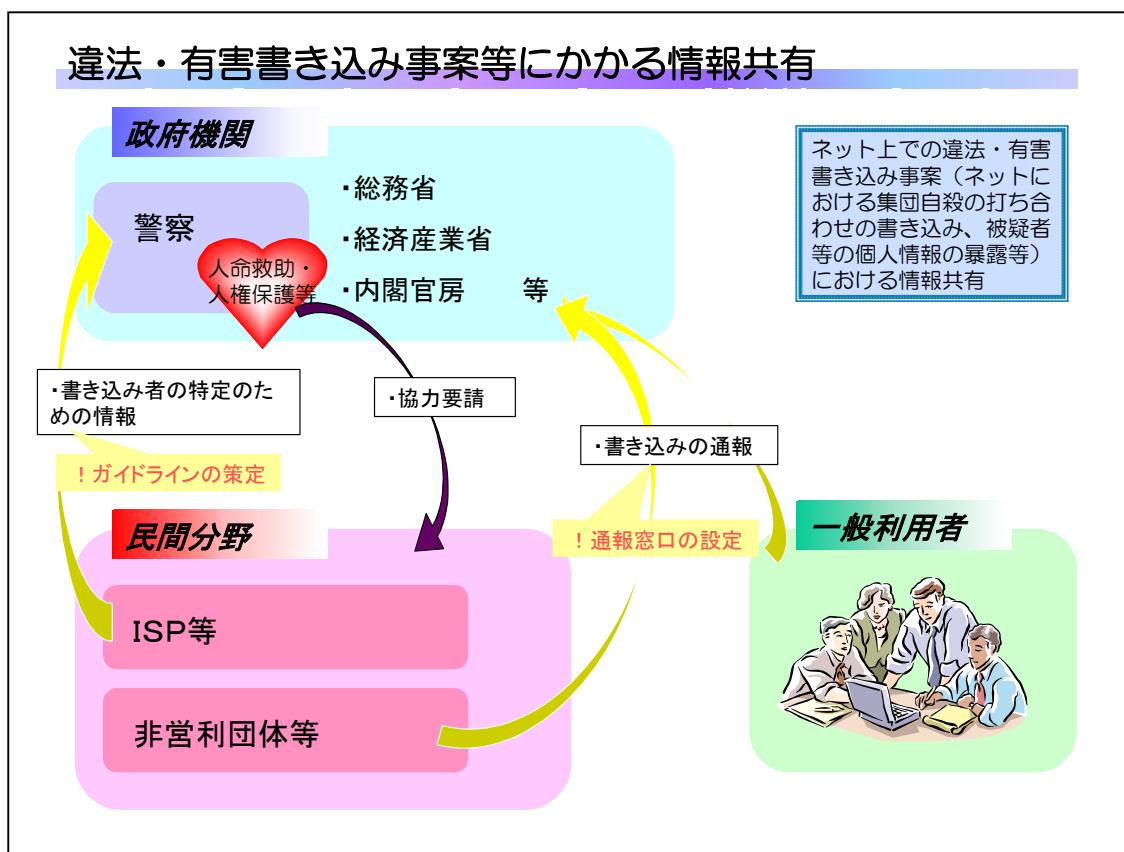 違法・有害書き込み事案等にかかる情報共有
政府機関
警察
人命救助・
人権保護等
・総務省
・経済産業省
・内閣官房　　等
ネット上での違法・有害
書き込み事案（ネットに
おける集団自殺の打ち合
わせの書き込み、被疑者
等の個人情報の暴露等）
における情報共有
・書き込み者の特定のた
めの情報
・協力要請
・書き込みの通報
！ガイドラインの策定
！通報窓口の設定
民間分野
ISP等
非営利団体等
一般利用者